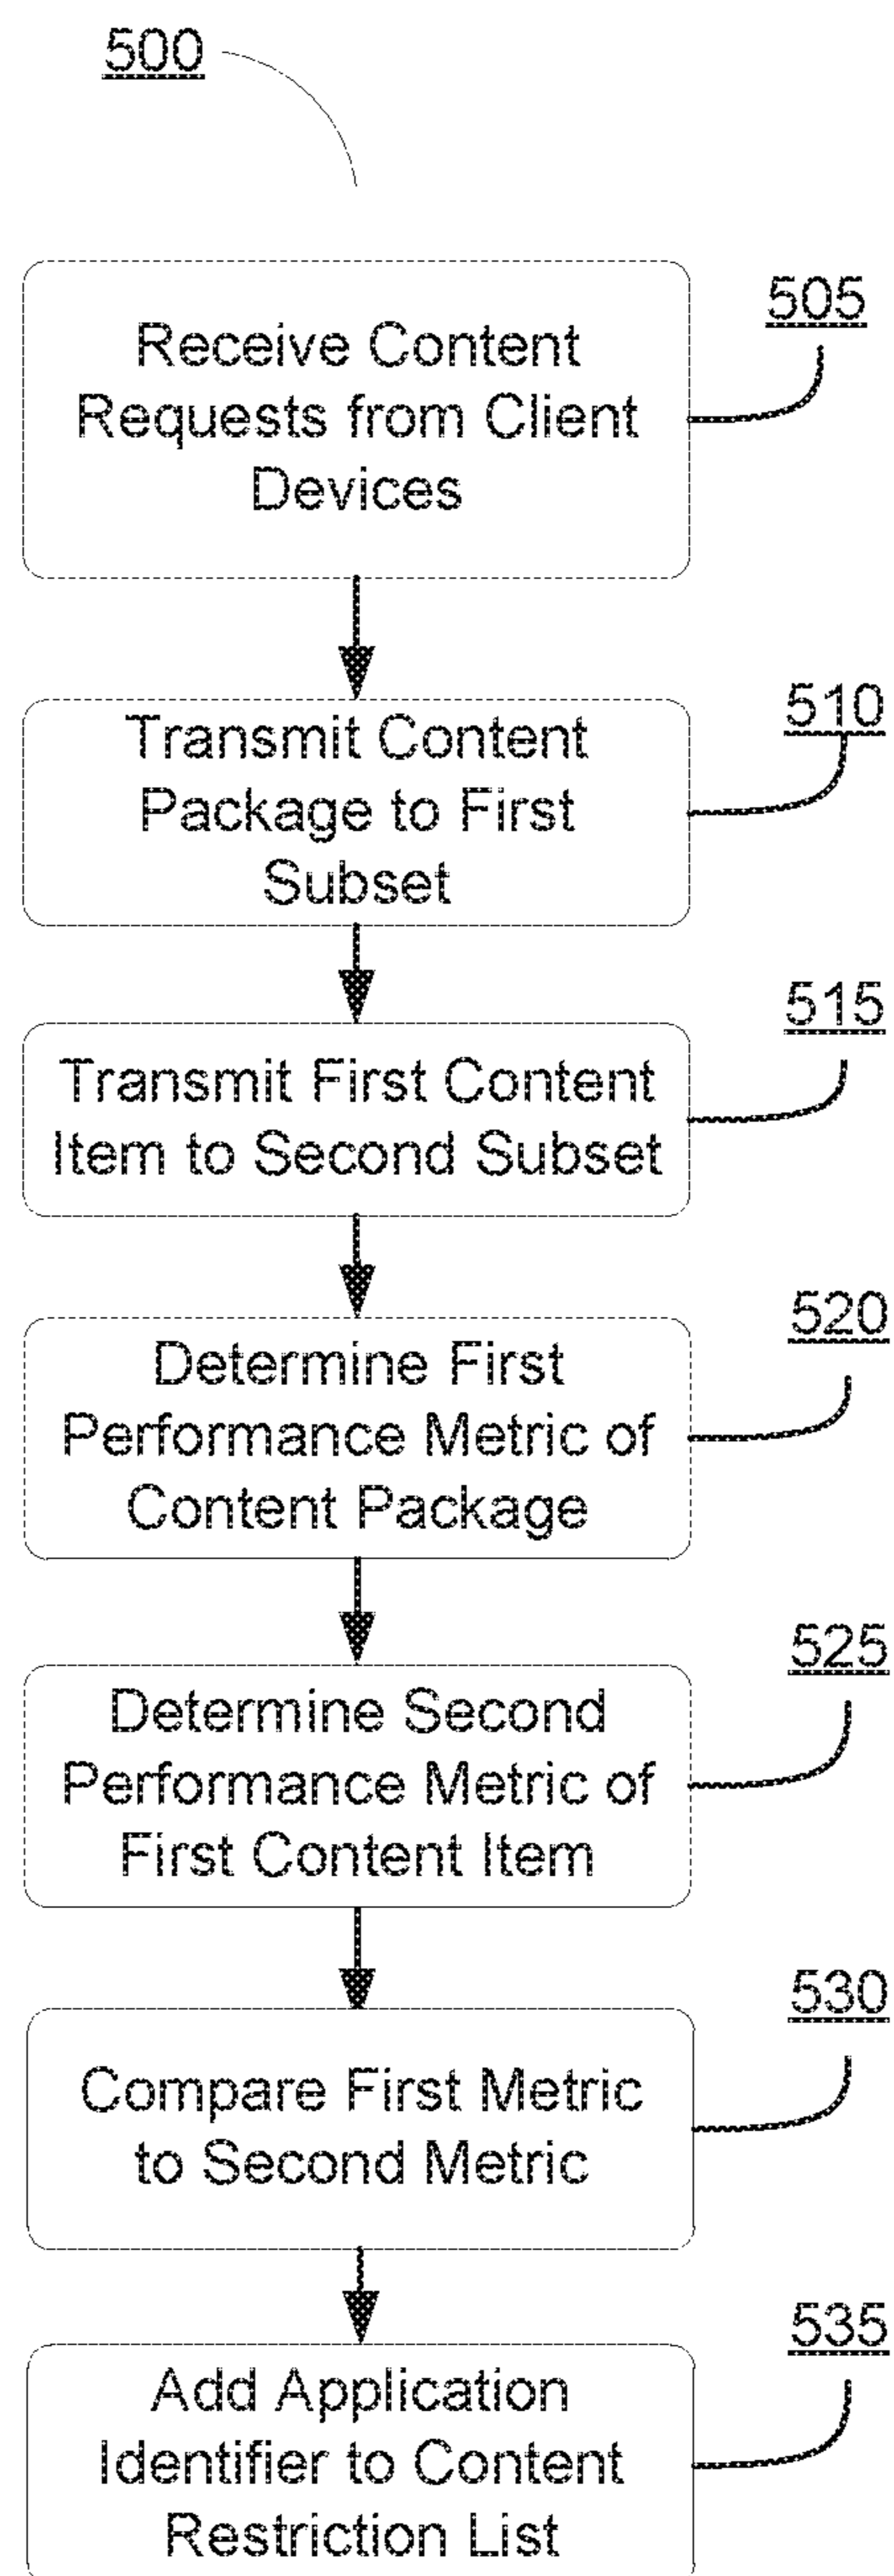 500
Receive Content
Requests from Client
Devices
505
Transmit Content
Package to First
Subset
510
Transmit First Content
Item to Second Subset
515
Determine First
Performance Metric of
Content Package
520
Determine Second
Performance Metric of
First Content Item
525
Compare First Metric
to Second Metric
530
Add Application
Identifier to Content
Restriction List
535